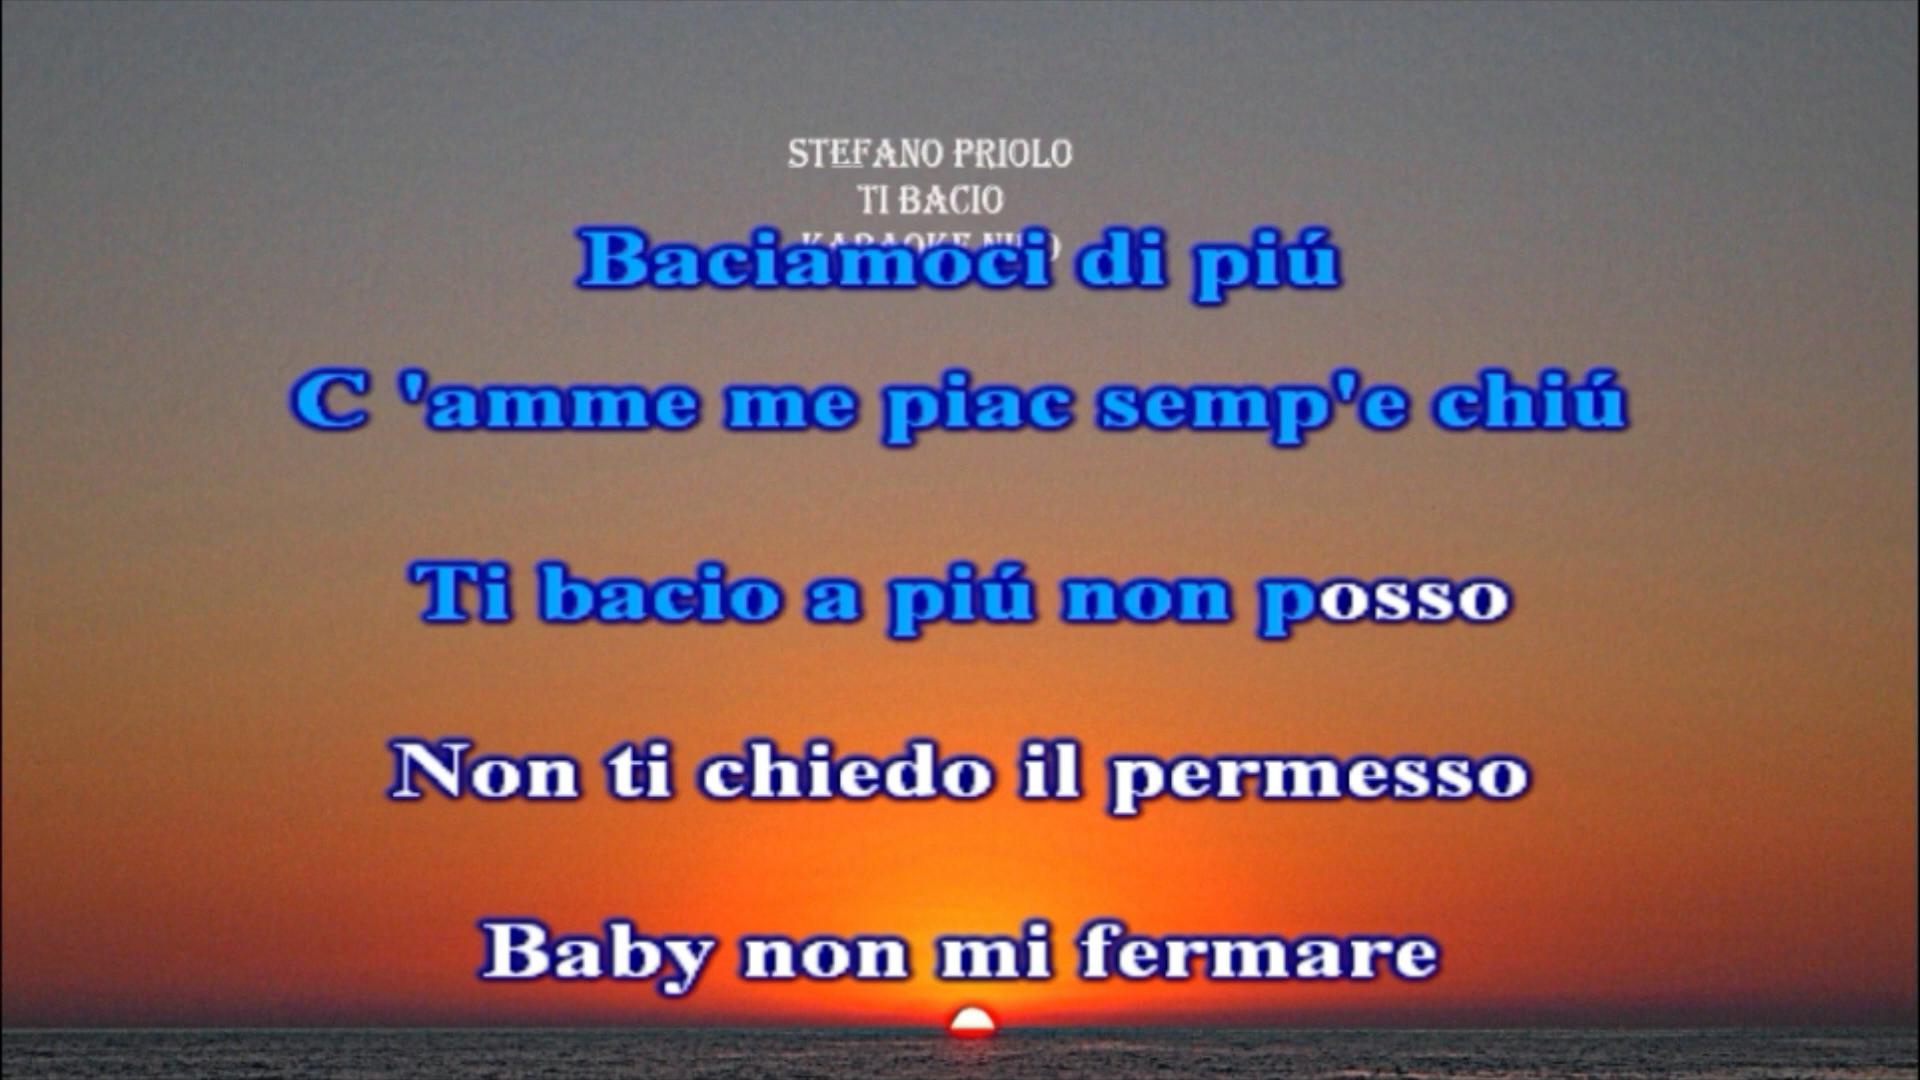 STEFANO PRIOLO
TI BACIO
KARAOKE
Baciamoci di piú
C 'amme me piac semp'e chiú
Ti bacio a piú non posso
Non ti chiedo il permesso
Baby non mi fermare